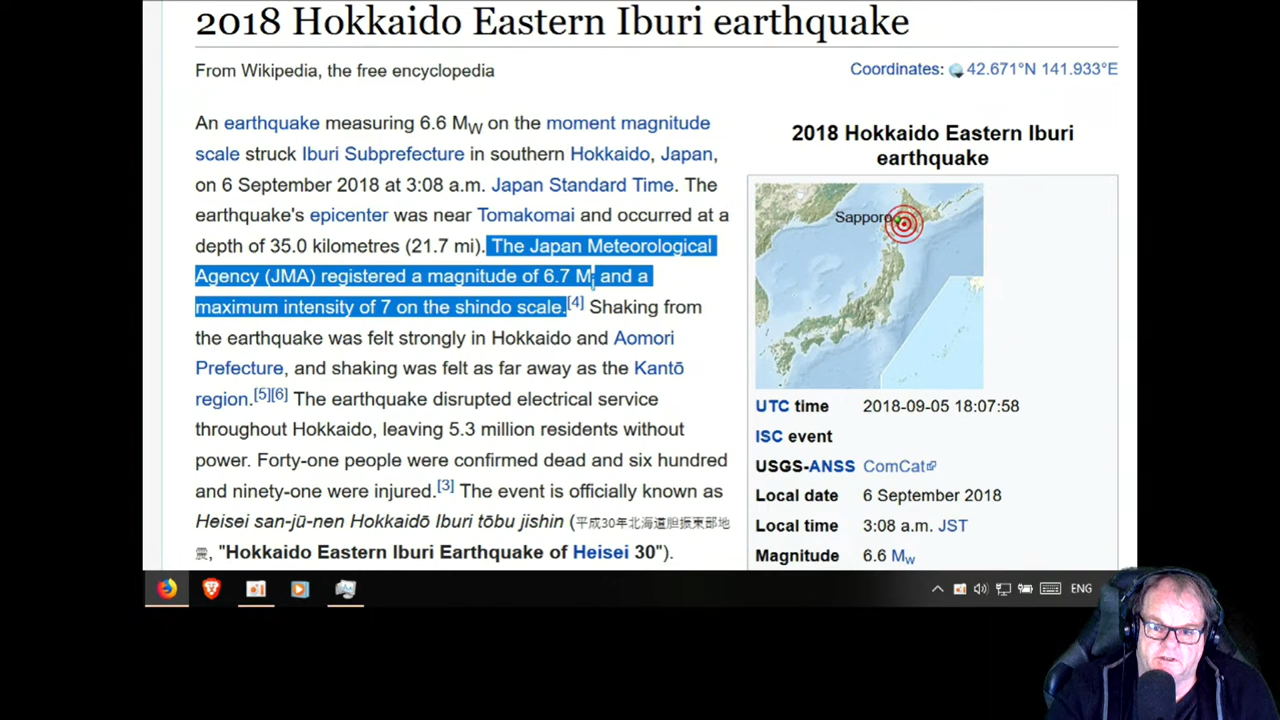 2018 Hokkaido Eastern Iburi earthquake
From Wikipedia, the free encyclopedia
Coordinates: 42.671°N 141.933°E
An earthquake measuring 6.6 MW on the moment magnitude
scale struck Iburi Subprefecture in southern Hokkaido, Japan,
on 6 September 2018 at 3:08 a.m. Japan Standard Time. The
earthquake's epicenter was near Tomakomai and occurred at a
depth of 35.0 kilometres (21.7 mi). The Japan Meteorological
Agency (JMA) registered a magnitude of 6.7 M and a
maximum intensity of 7 on the shindo scale.[4] Shaking from
the earthquake was felt strongly in Hokkaido and Aomori
Prefecture, and shaking was felt as far away as the Kantō
region.[5][6] The earthquake disrupted electrical service
throughout Hokkaido, leaving 5.3 million residents without
power. Forty-one people were confirmed dead and six hundred
and ninety-one were injured.[3] The event is officially known as
Heisei san-jū-nen Hokkaidō Iburi tōbu jishin (平成30年北海道胆振東部地
震, "Hokkaido Eastern Iburi Earthquake of Heisei 30").
2018 Hokkaido Eastern Iburi
earthquake
Sapporo
UTC time 2018-09-05 18:07:58
ISC event
USGS-ANSS ComCat
Local date 6 September 2018
Local time 3:08 a.m. JST
Magnitude 6.6 Mw
ENG